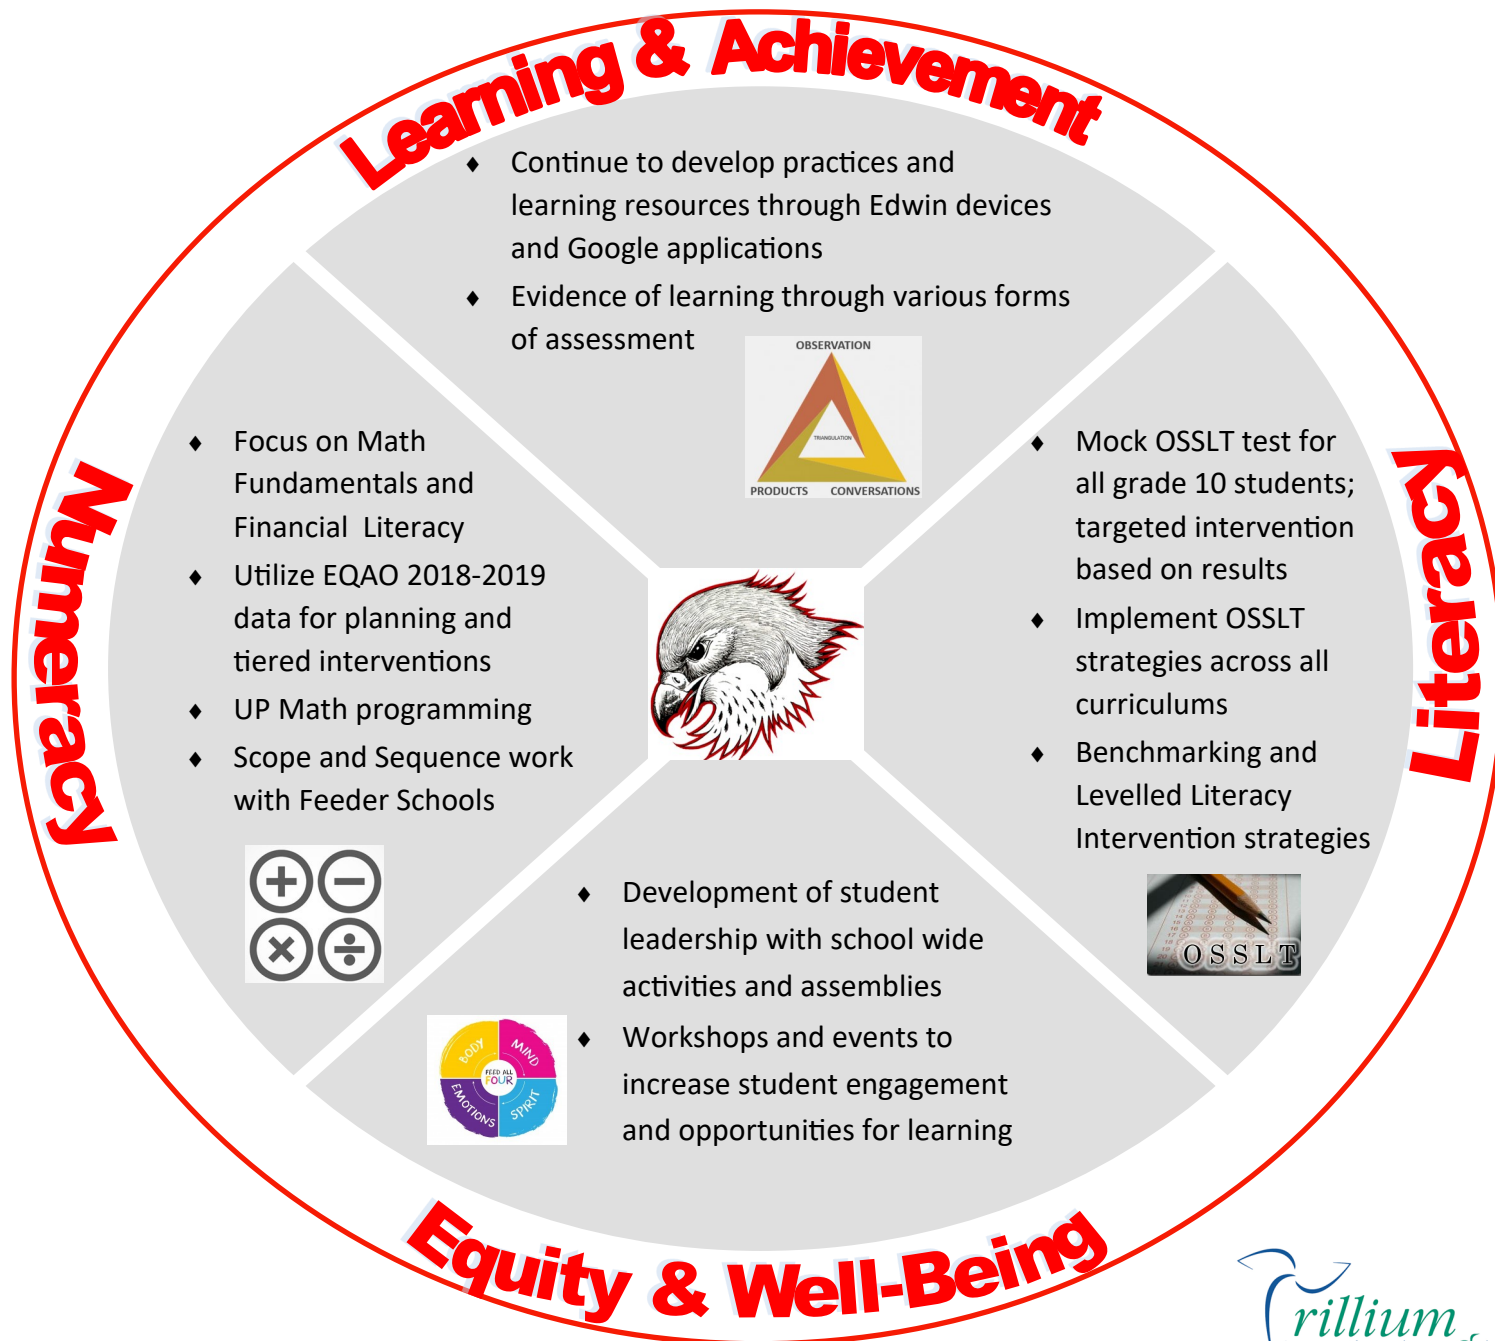 Learning & Achievement
♦ Continue to develop practices and
learning resources through Edwin devices
and Google applications
♦ Evidence of learning through various forms
of assessment
OBSERVATION
TRIANGULATION
PRODUCTS CONVERSATIONS
Numeracy
♦ Focus on Math
Fundamentals and
Financial Literacy
♦ Utilize EQAO 2018-2019
data for planning and
tiered interventions
♦ UP Math programming
♦ Scope and Sequence work
with Feeder Schools
Literacy
♦ Mock OSSLT test for
all grade 10 students;
targeted intervention
based on results
♦ Implement OSSLT
strategies across all
curriculums
♦ Benchmarking and
Levelled Literacy
Intervention strategies
OSSLT
♦ Development of student
leadership with school wide
activities and assemblies
♦ Workshops and events to
increase student engagement
and opportunities for learning
BODY
MIND
FEED ALL
FOUR
EMOTIONS
SPIRIT
Equity & Well-Being
Trillium